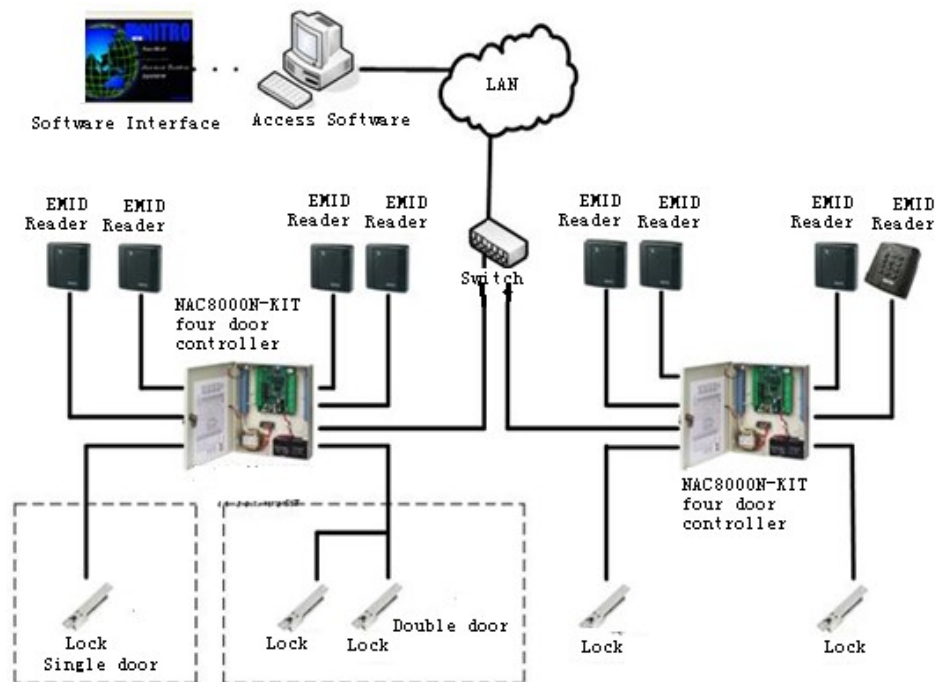 NITRO
LAN
Software Interface
Access Software
EMID
Reader
EMID
Reader
EMID
Reader
EMID
Reader
EMID
Reader
EMID
Reader
EMID
Reader
EMID
Reader
Switch
NAC8000N-KIT
four door
controller
NAC8000N-KIT
four door
controller
Lock
Single door
Lock
Lock
Double door
Lock
Lock